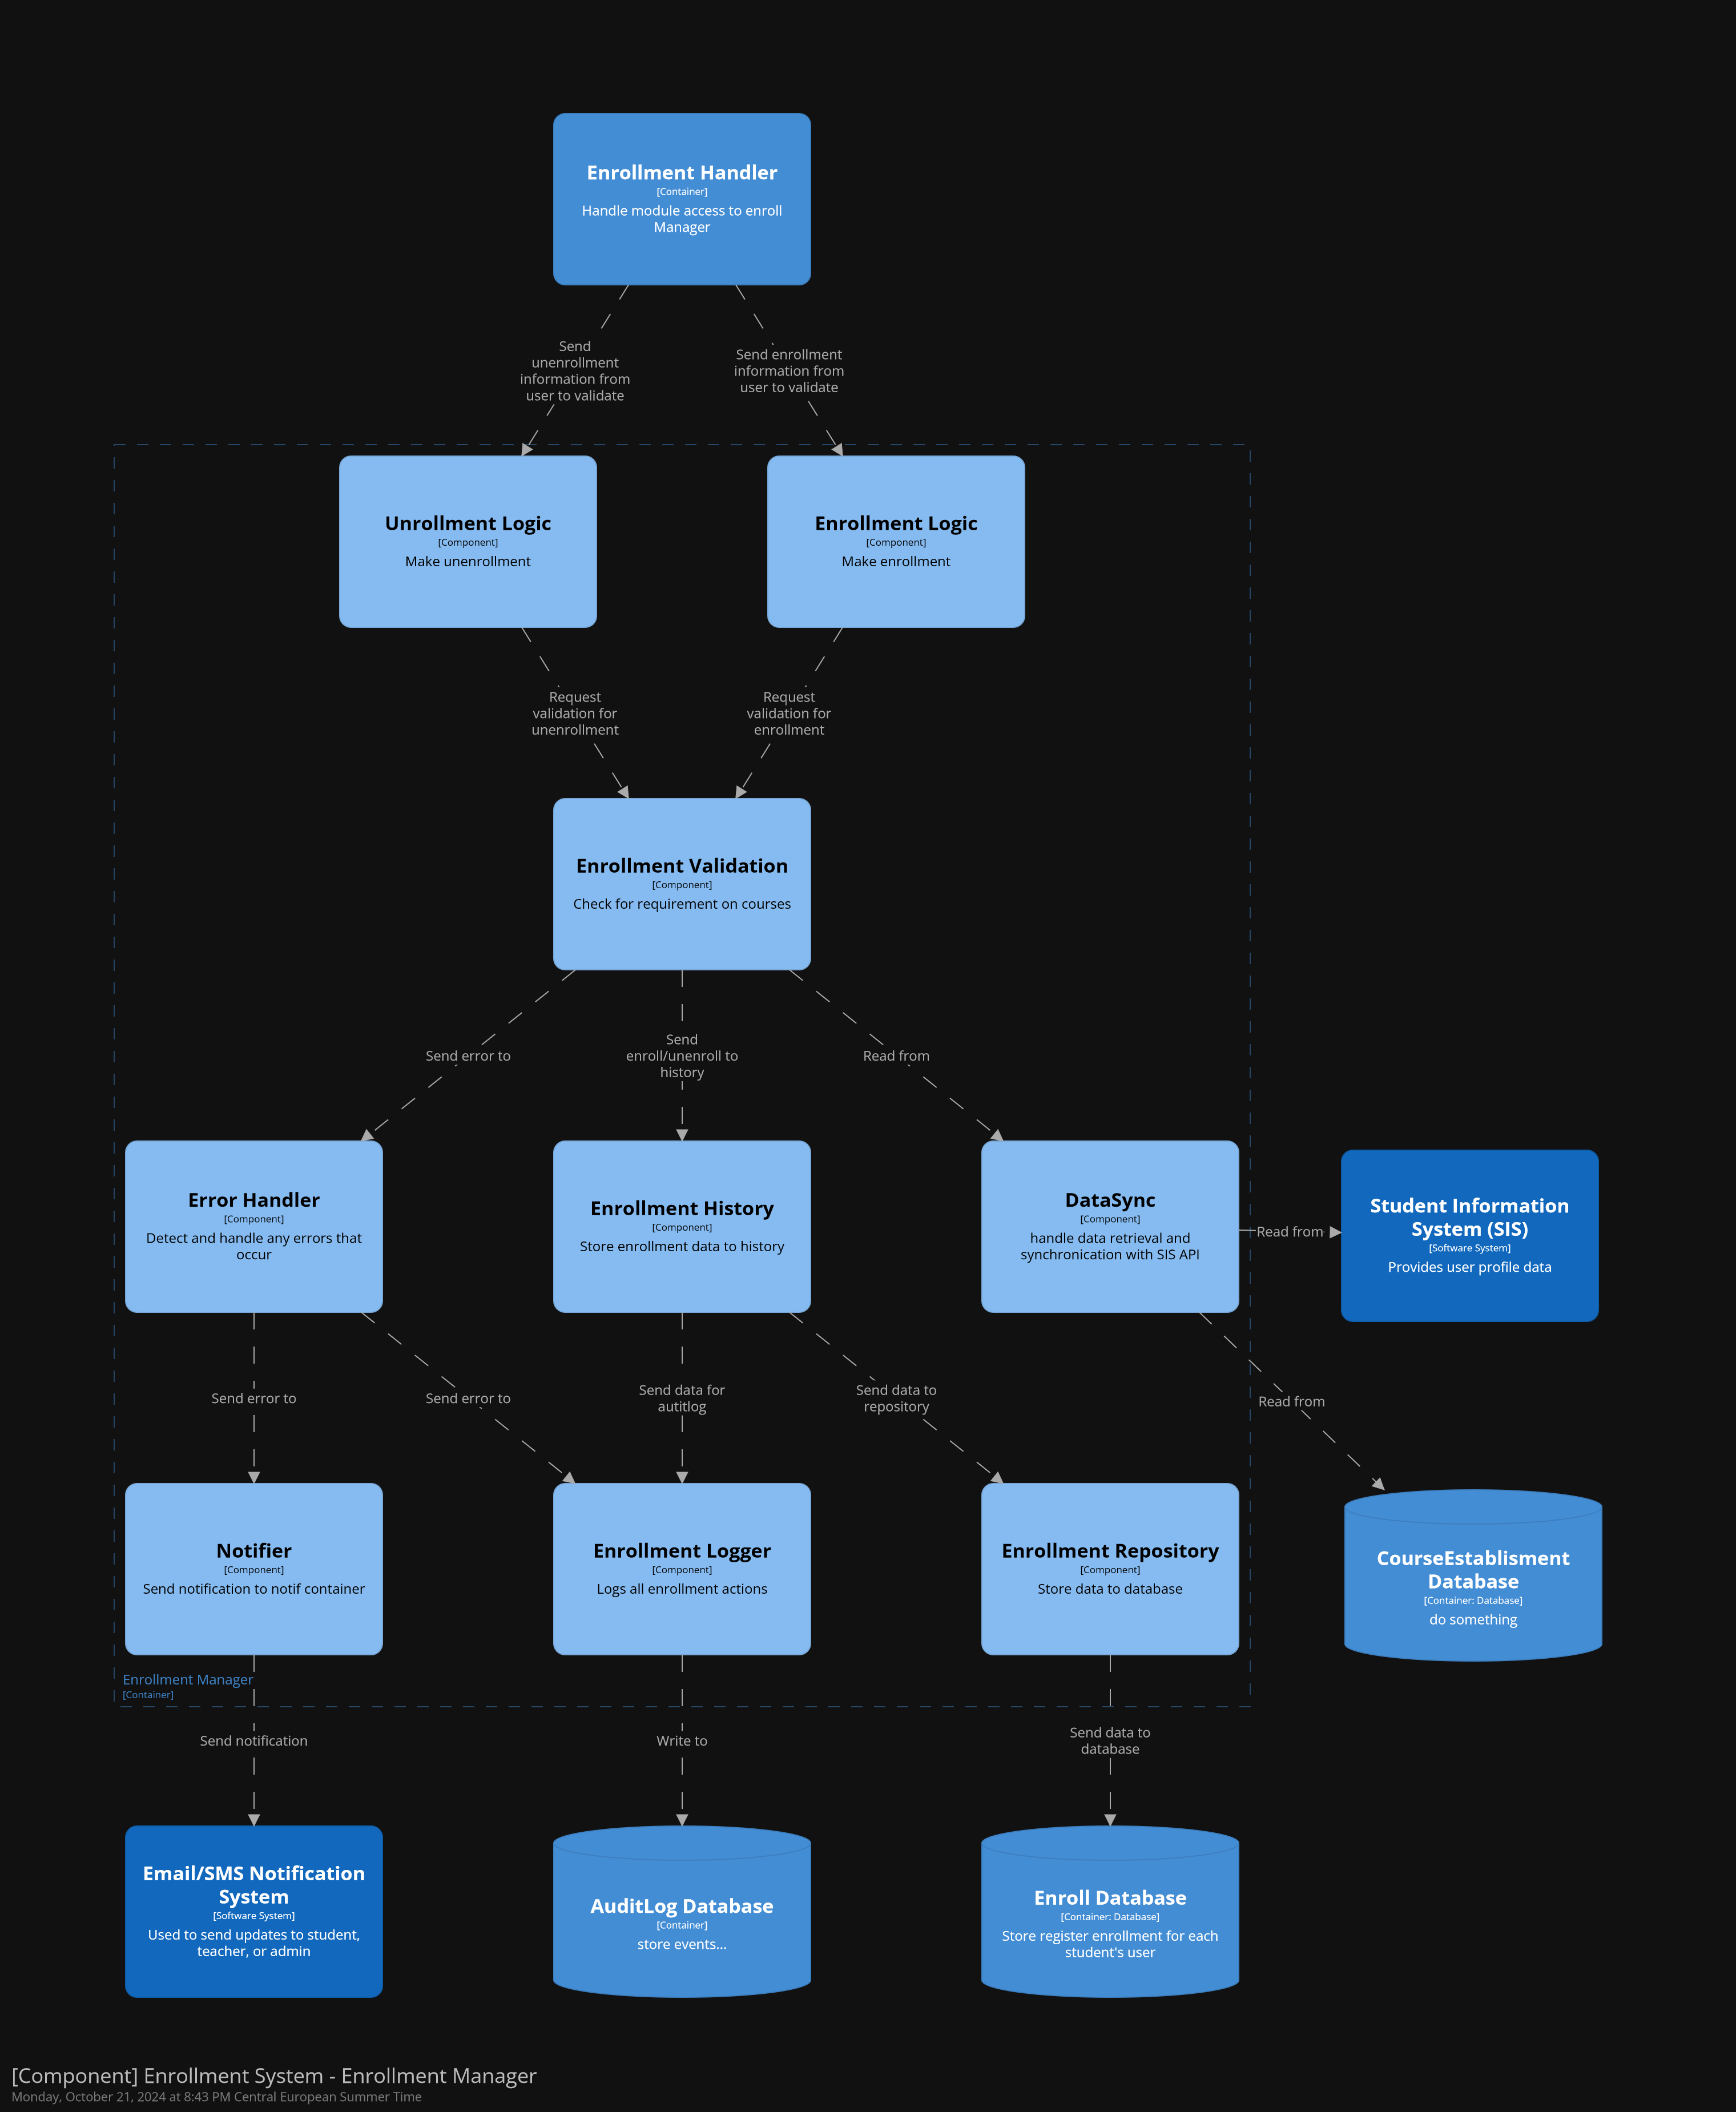 Enrollment Handler
[Container]
Handle module access to enroll
Manager
Send
unenrollment
information from
user to validate
Send enrollment
information from
user to validate
Unrollment Logic
[Component]
Make unenrollment
Enrollment Logic
[Component]
Make enrollment
Request
validation for
unenrollment
Request
validation for
enrollment
Enrollment Validation
[Component]
Check for requirement on courses
Send error to
Send
enroll/unenroll to
history
Read from
Error Handler
[Component]
Detect and handle any errors that
occur
Enrollment History
[Component]
Store enrollment data to history
DataSync
[Component]
handle data retrieval and
synchronication with SIS API
Read from
Student Information
System (SIS)
[Software System]
Provides user profile data
Send error to
Send error to
Send data for
autitlog
Send data to
repository
Read from
Notifier
[Component]
Send notification to notif container
Enrollment Logger
[Component]
Logs all enrollment actions
Enrollment Repository
[Component]
Store data to database
CourseEstablisment
Database
[Container: Database]
do something
Enrollment Manager
[Container]
Send notification
Write to
Send data to
database
Email/SMS Notification
System
[Software System]
Used to send updates to student,
teacher, or admin
AuditLog Database
[Container]
store events...
Enroll Database
[Container: Database]
Store register enrollment for each
student's user
[Component] Enrollment System - Enrollment Manager
Monday, October 21, 2024 at 8:43 PM Central European Summer Time